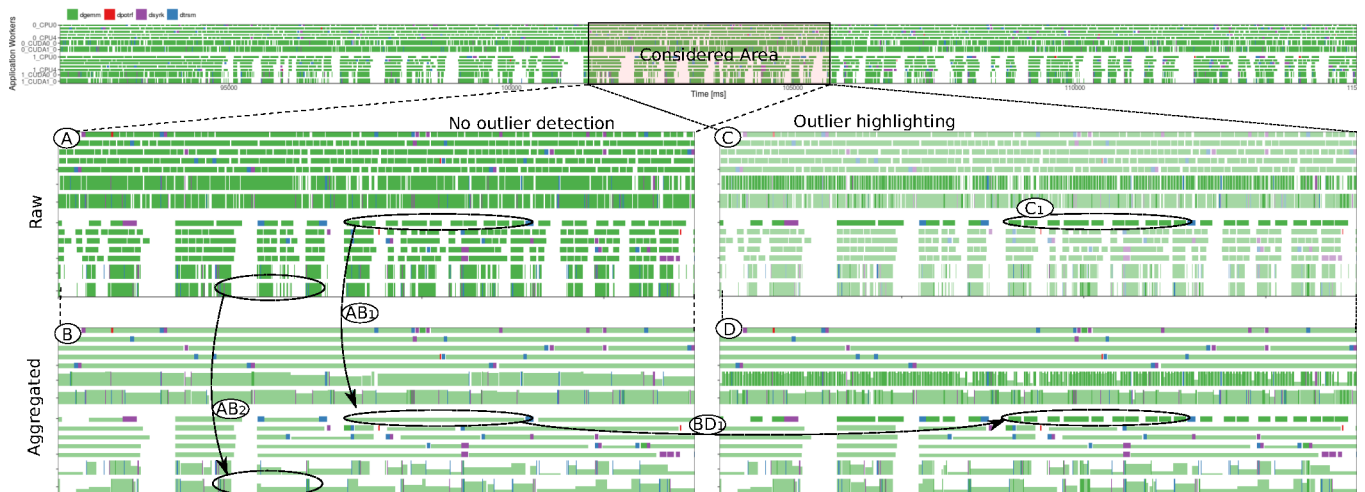 dgemm dpotrf dsyrk dtrsm
Application Workers
0_CPU0
0_CPU4
0_CUDA0_0
0_CUDA1_0
1_CPU0
1_CPU4
1_CUDA0_0
1_CUDA1_0
Considered Area
95000
100000
105000
110000
Time [ms]
No outlier detection
Outlier highlighting
A
C
Raw
C1
AB1
B
D
AB2
BD1
Aggregated